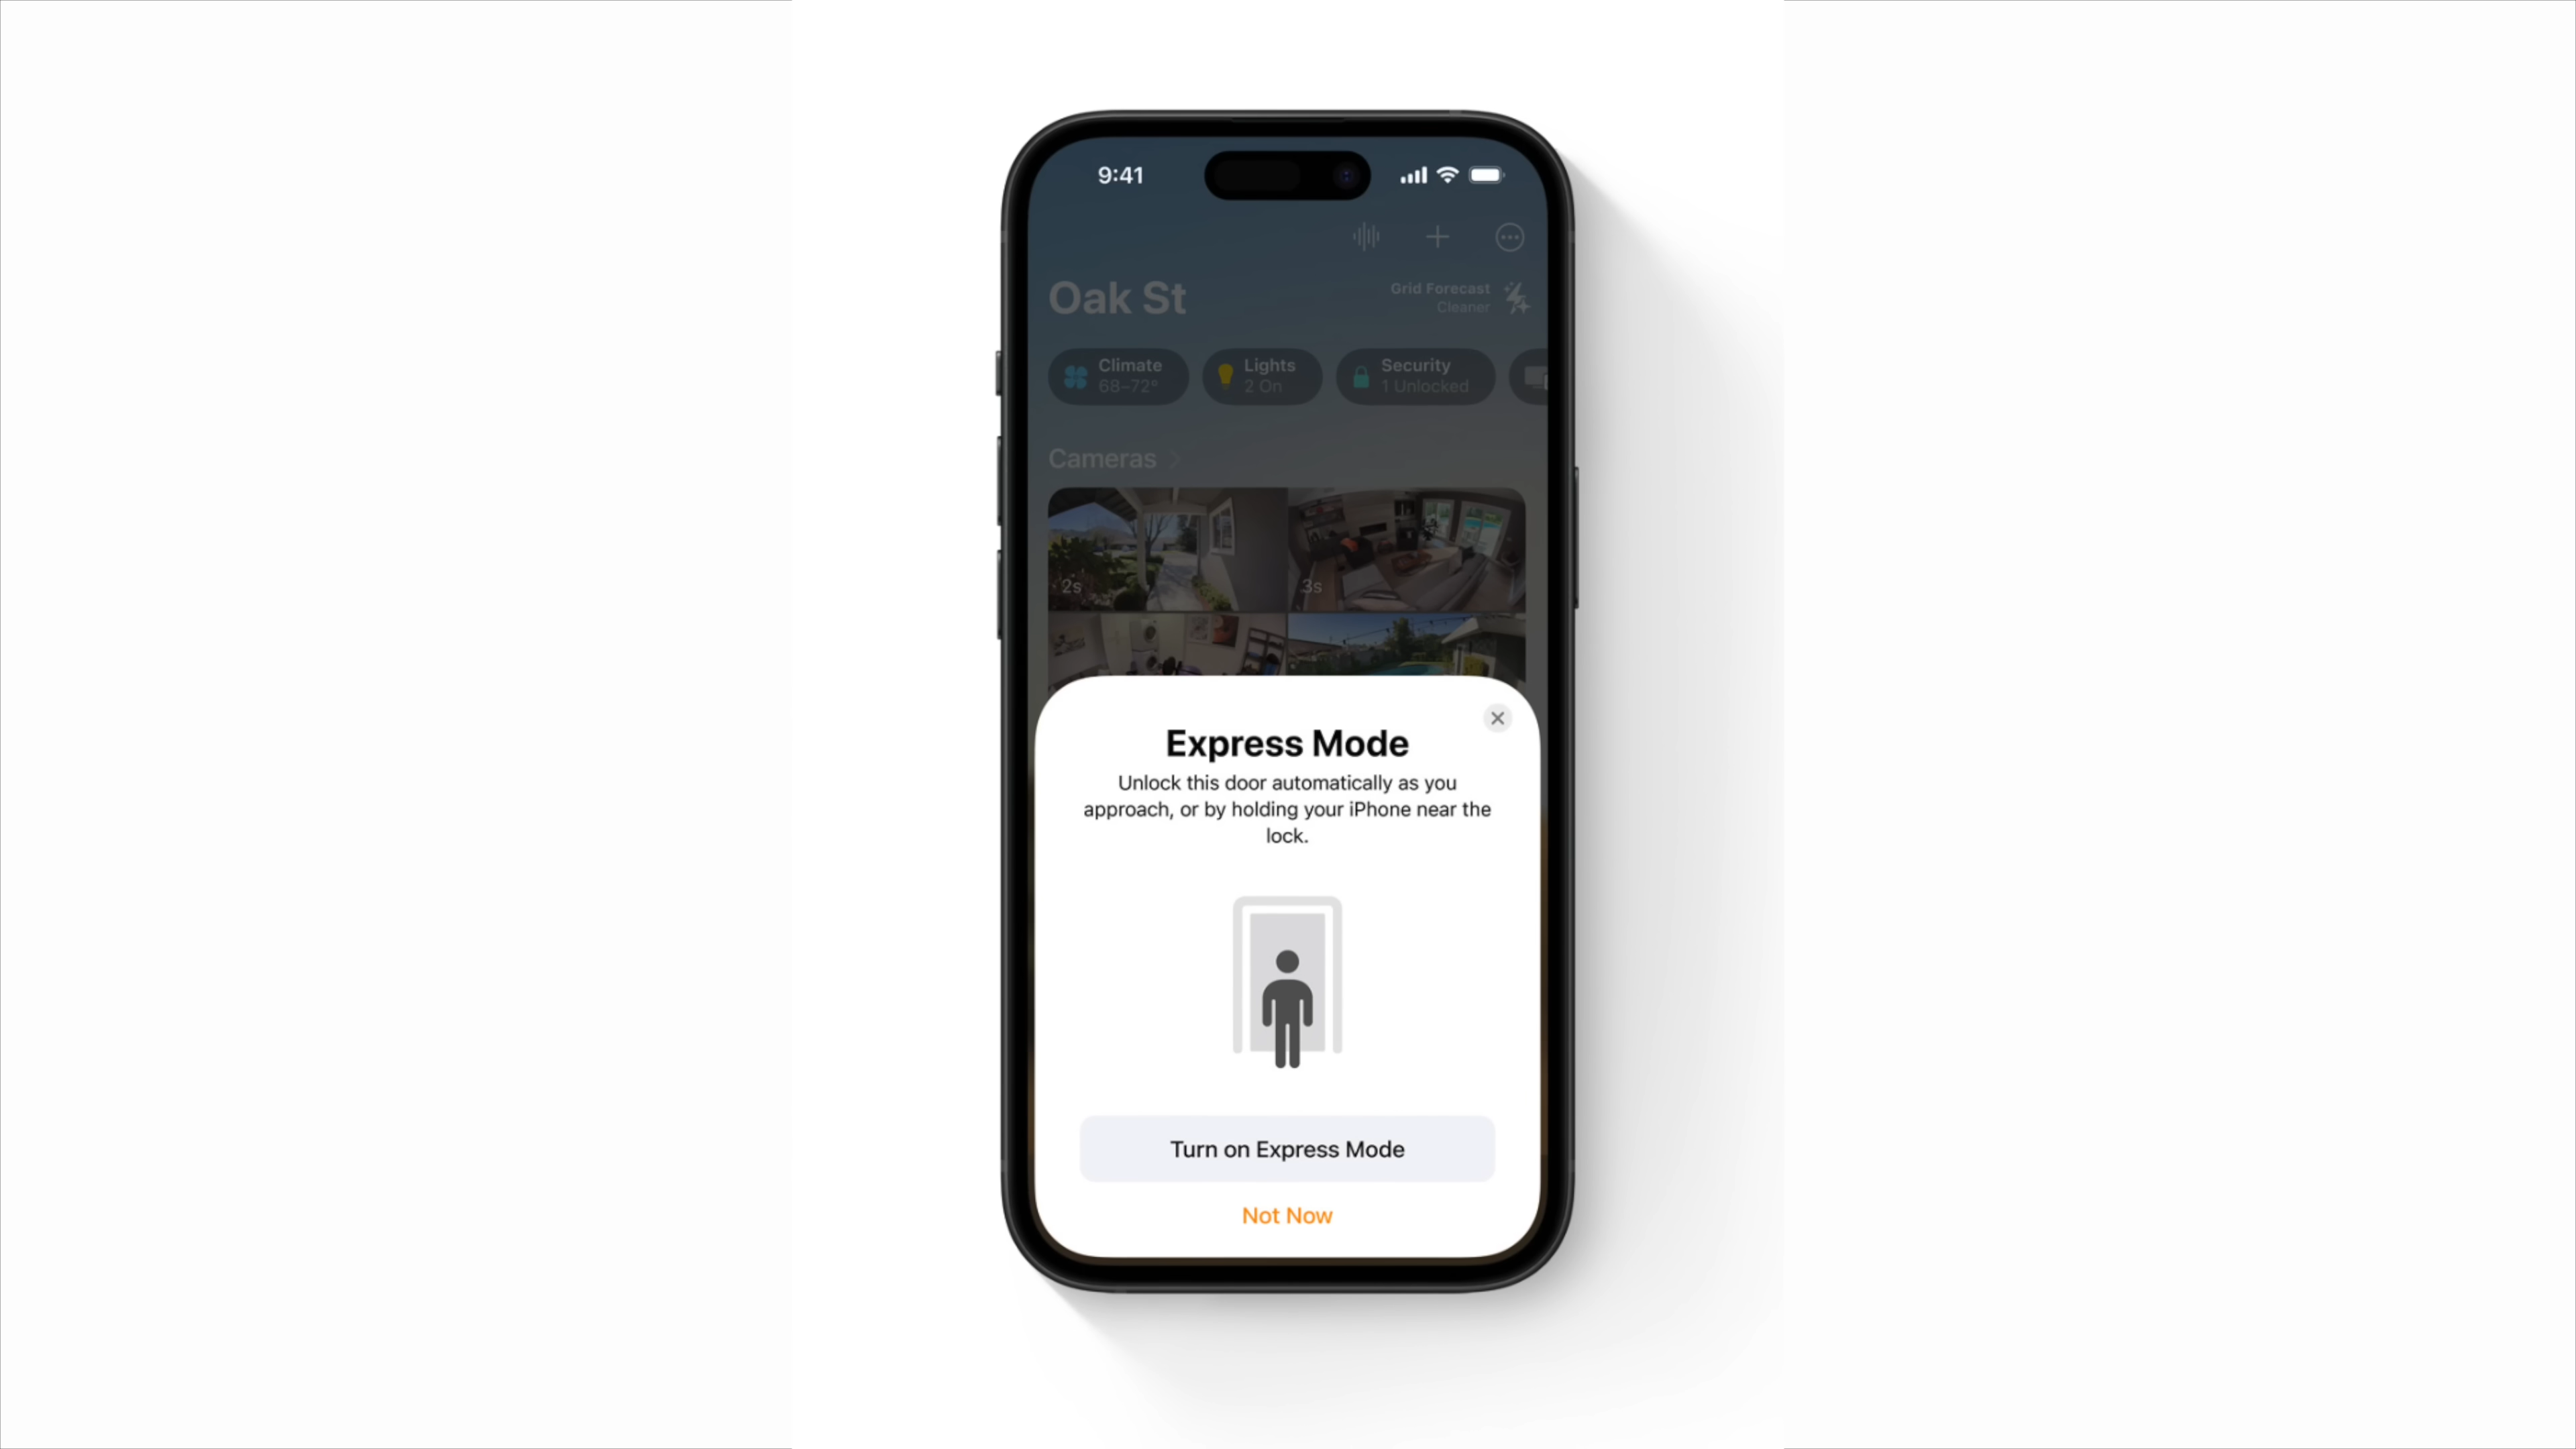 9:41
Oak St
Grid Forecast
Cleaner
Climate
68–72°
Lights
2 On
Security
1 Unlocked
Cameras
2s
3s
Express Mode
Unlock this door automatically as you
approach, or by holding your iPhone near the
lock.
Turn on Express Mode
Not Now